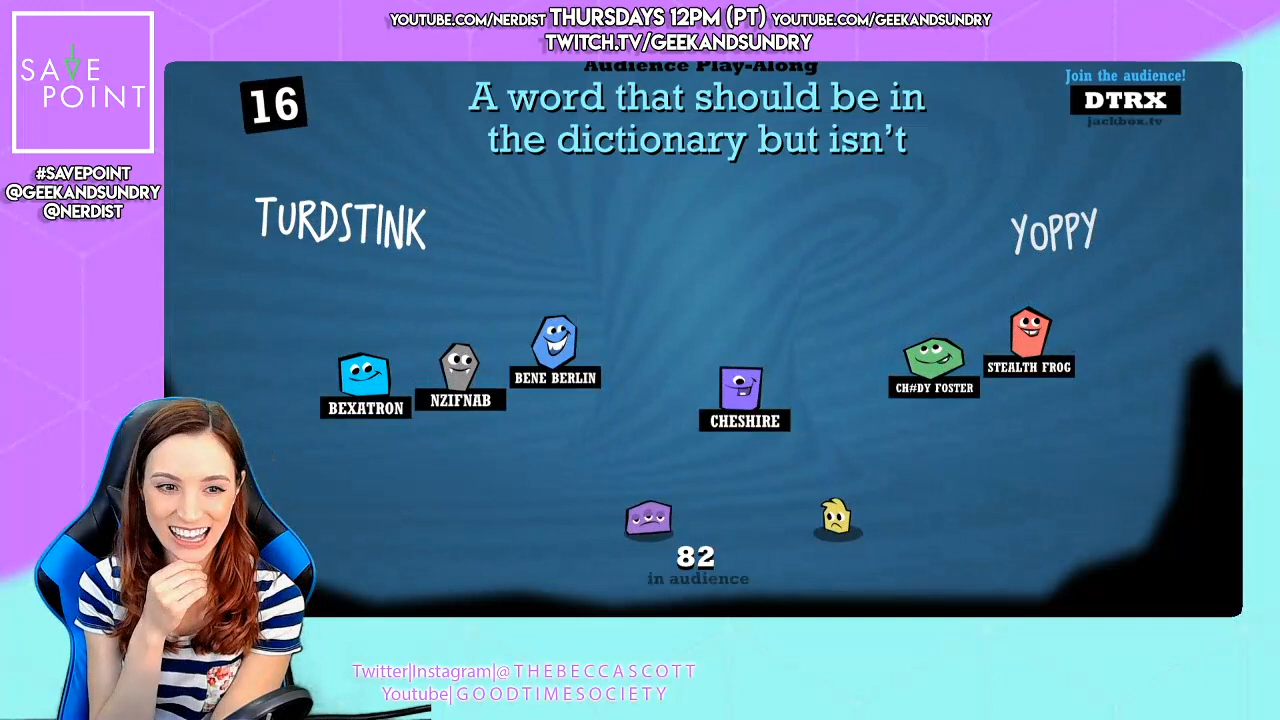 YOUTUBE.COM/NERDIST THURSDAYS 12PM (PT) YOUTUBE.COM/GEEKANDSUNDRY
TWITCH.TV/GEEKANDSUNDRY
SAVE
POINT
#SAVEPOINT
@GEEKANDSUNDRY
@NERDIST
16
Audience Play-Along
A word that should be in
the dictionary but isn't
Join the audience!
DTRX
jackbox.tv
TURDSTINK
YOPPY
BEXATRON
NZIFNAB
BENE BERLIN
CHESHIRE
CH#DY FOSTER
STEALTH FROG
82
in audience
Twitter|Instagram|@THEBECCASCOTT
Youtube|GOODTIMESOCIETY